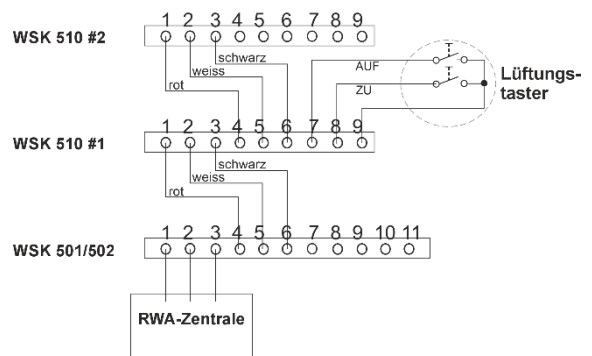 1 2 3 4 5 6 7 8 9
WSK 510 #2
schwarz
weiss
rot
AUF
ZU
Lüftungs-
taster
1 2 3 4 5 6 7 8 9
WSK 510 #1
schwarz
weiss
rot
1 2 3 4 5 6 7 8 9 10 11
WSK 501/502
RWA-Zentrale